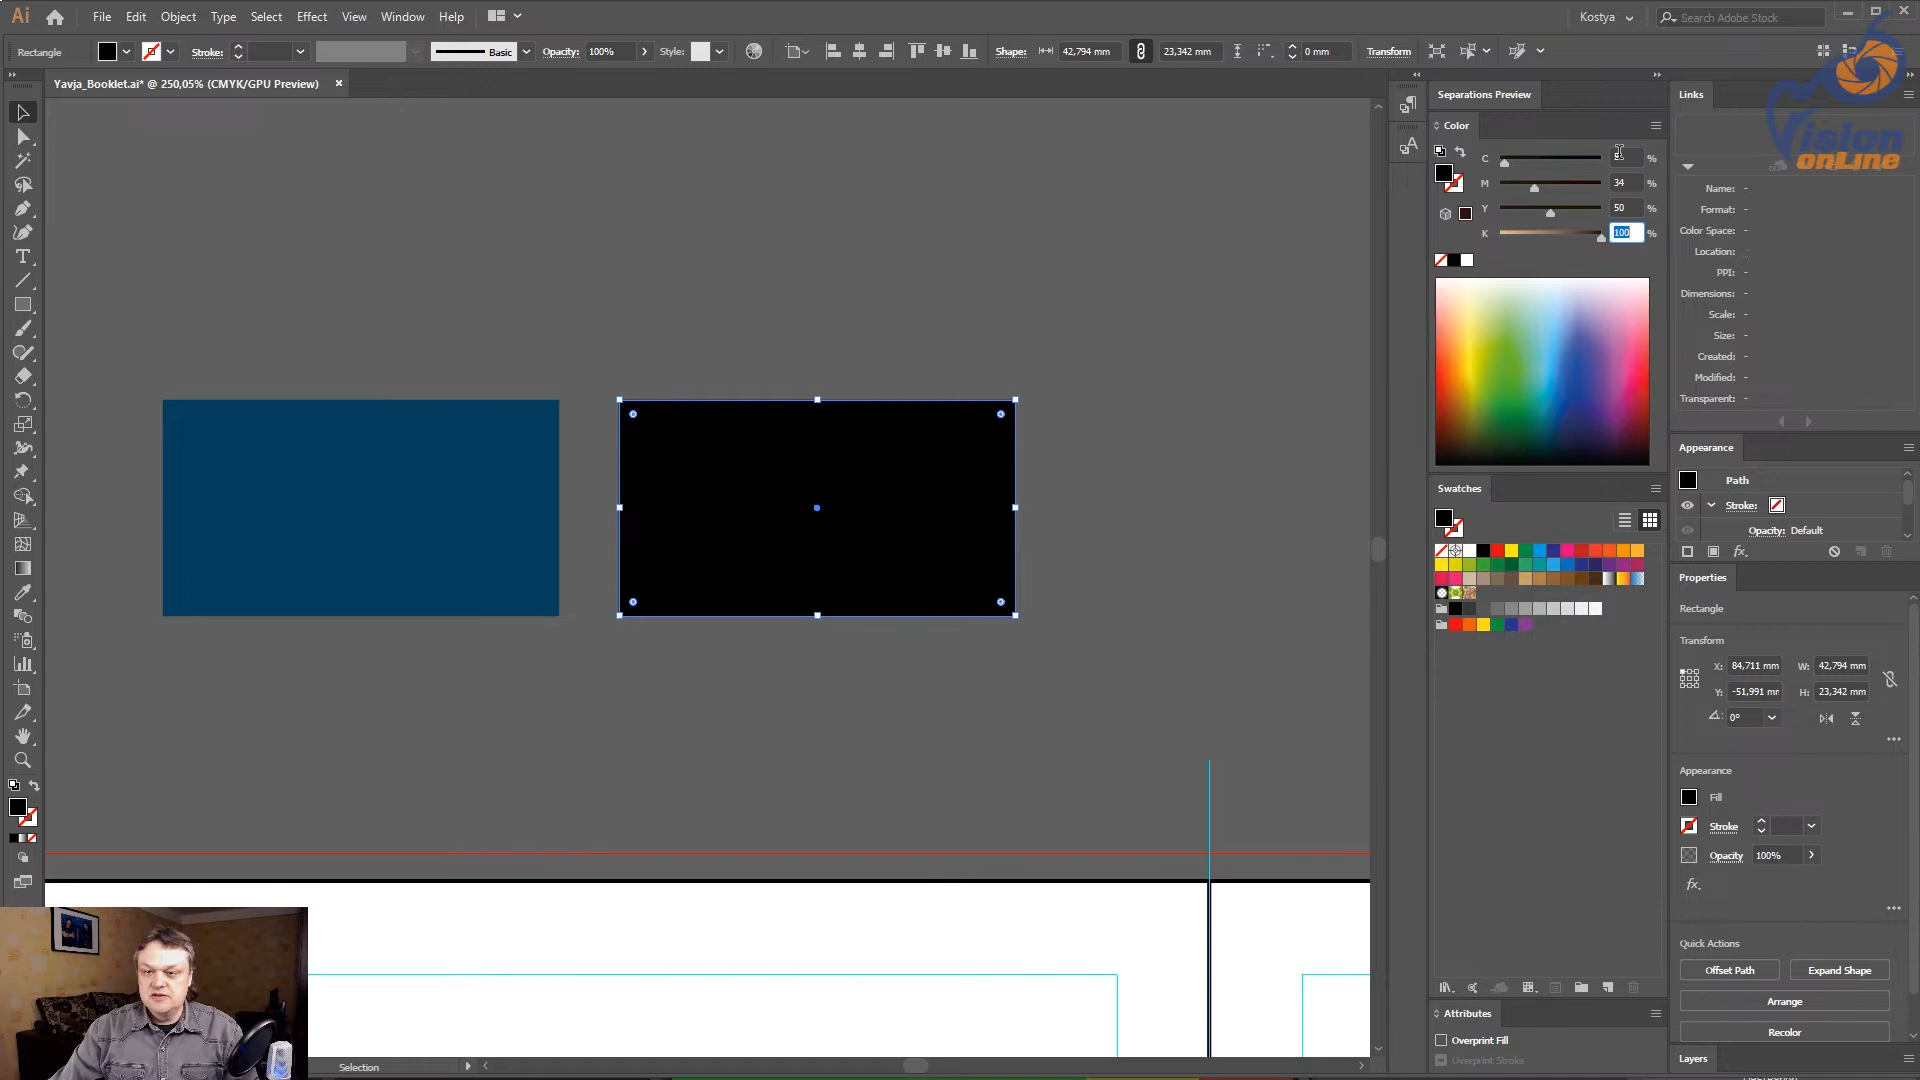 Ai File Edit Object Type Select Effect View Window Help Kostya Search Adobe Stock
Rectangle Stroke: Basic Opacity: 100% Style: Shape: 42,794 mm 23,342 mm 0 mm Transform
Yavja_Booklet.ai* @ 250,05% (CMYK/GPU Preview)
Separations Preview
Color
C %
M 34 %
Y 50 %
K 100 %
Swatches
Attributes
Overprint Fill
Overprint Stroke
Links
Vision
onLine
Name: -
Format: -
Color Space: -
Location: -
PPI: -
Dimensions: -
Scale: -
Size: -
Created: -
Modified: -
Transparent: -
Appearance
Path
Stroke:
Opacity: Default
fx.
Properties
Rectangle
Transform
X: 84,711 mm W: 42,794 mm
Y: -51,991 mm H: 23,342 mm
0°
Appearance
Fill
Stroke
Opacity 100%
fx.
Quick Actions
Offset Path Expand Shape
Arrange
Recolor
Layers
Selection